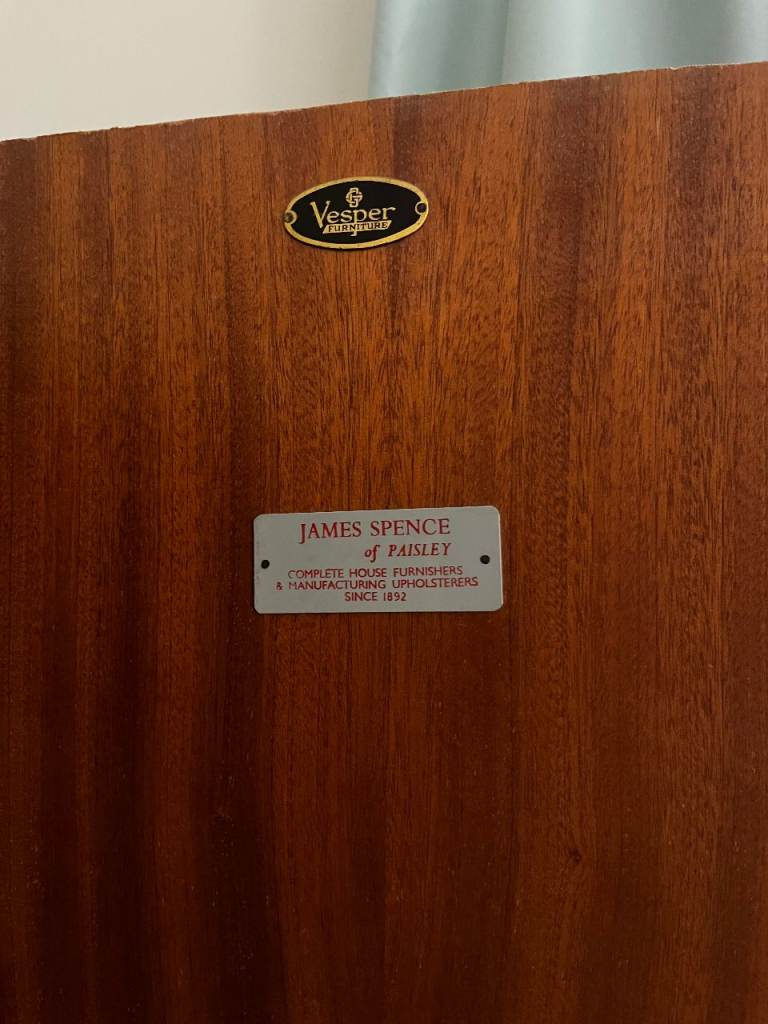 Vesper
FURNITURE
JAMES SPENCE
of PAISLEY
COMPLETE HOUSE FURNISHERS
& MANUFACTURING UPHOLSTERERS
SINCE 1892